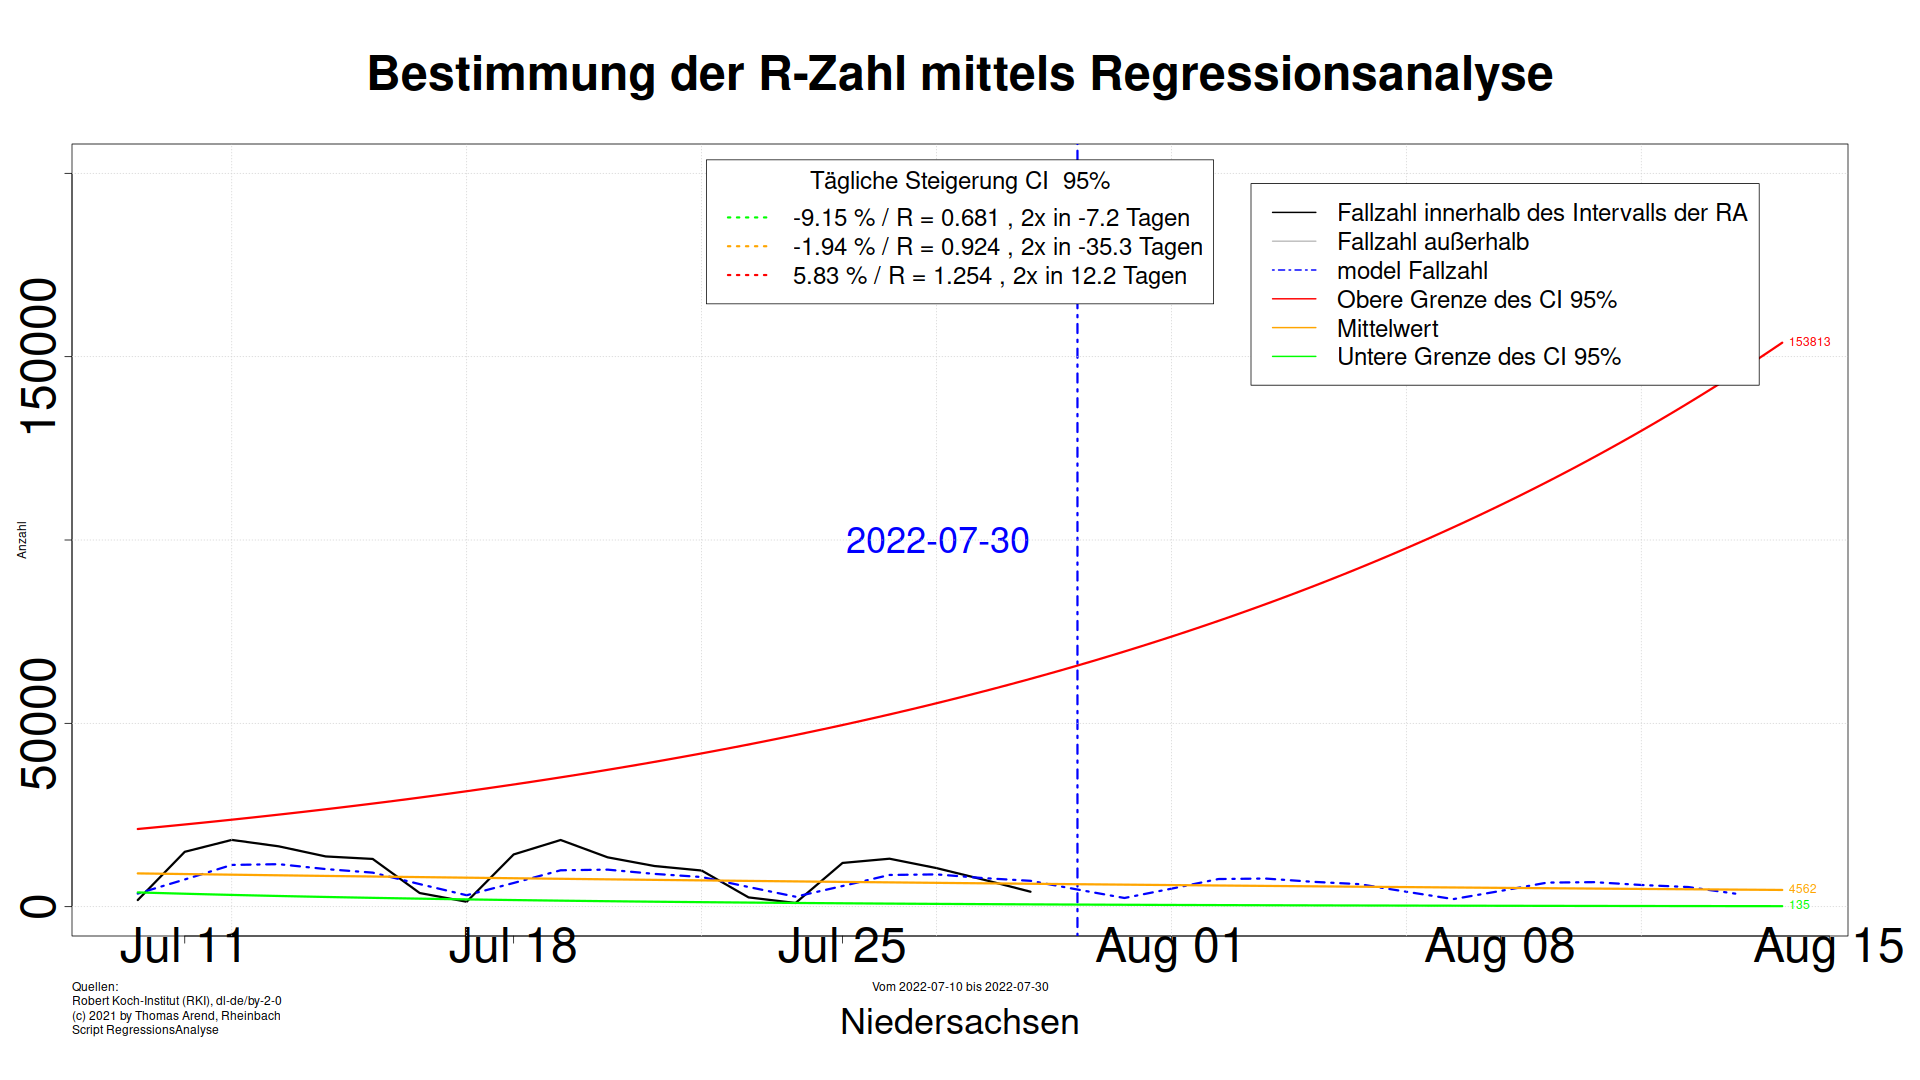 Bestimmung der R-Zahl mittels Regressionsanalyse
Tägliche Steigerung CI  95%
-9.15 % / R = 0.681 , 2x in -7.2 Tagen
-1.94 % / R = 0.924 , 2x in -35.3 Tagen
5.83 % / R = 1.254 , 2x in 12.2 Tagen
Fallzahl innerhalb des Intervalls der RA
Fallzahl außerhalb
model Fallzahl
Obere Grenze des CI 95%
Mittelwert
Untere Grenze des CI 95%
150000
50000
0
Anzahl
153813
2022-07-30
4562
135
Jul 11
Jul 18
Jul 25
Aug 01
Aug 08
Aug 15
Quellen:
Robert Koch-Institut (RKI), dl-de/by-2-0
(c) 2021 by Thomas Arend, Rheinbach
Script RegressionsAnalyse
Vom 2022-07-10 bis 2022-07-30
Niedersachsen